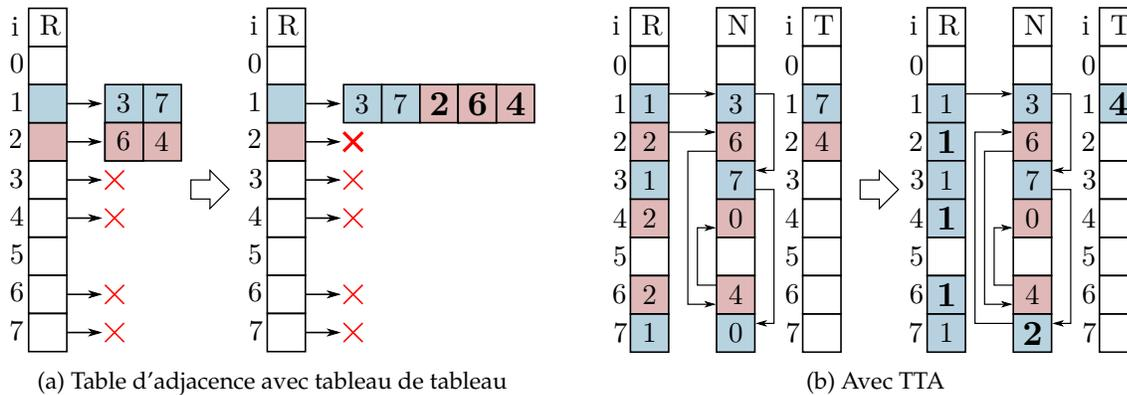 i R i R i R N i T i R N i T
0 0 0 0 0 0
1 3 7 1 3 7 2 6 4 1 1 3 1 7 1 1 3 1 4
2 6 4 2 2 2 6 2 4 2 1 6 2
3 3 3 1 7 3 3 1 7 3
4 4 4 2 0 4 4 1 0 4
5 5 5 5 5 5
6 6 6 2 4 6 6 1 4 6
7 7 7 1 0 7 7 1 2 7
(a) Table d'adjacence avec tableau de tableau (b) Avec TTA